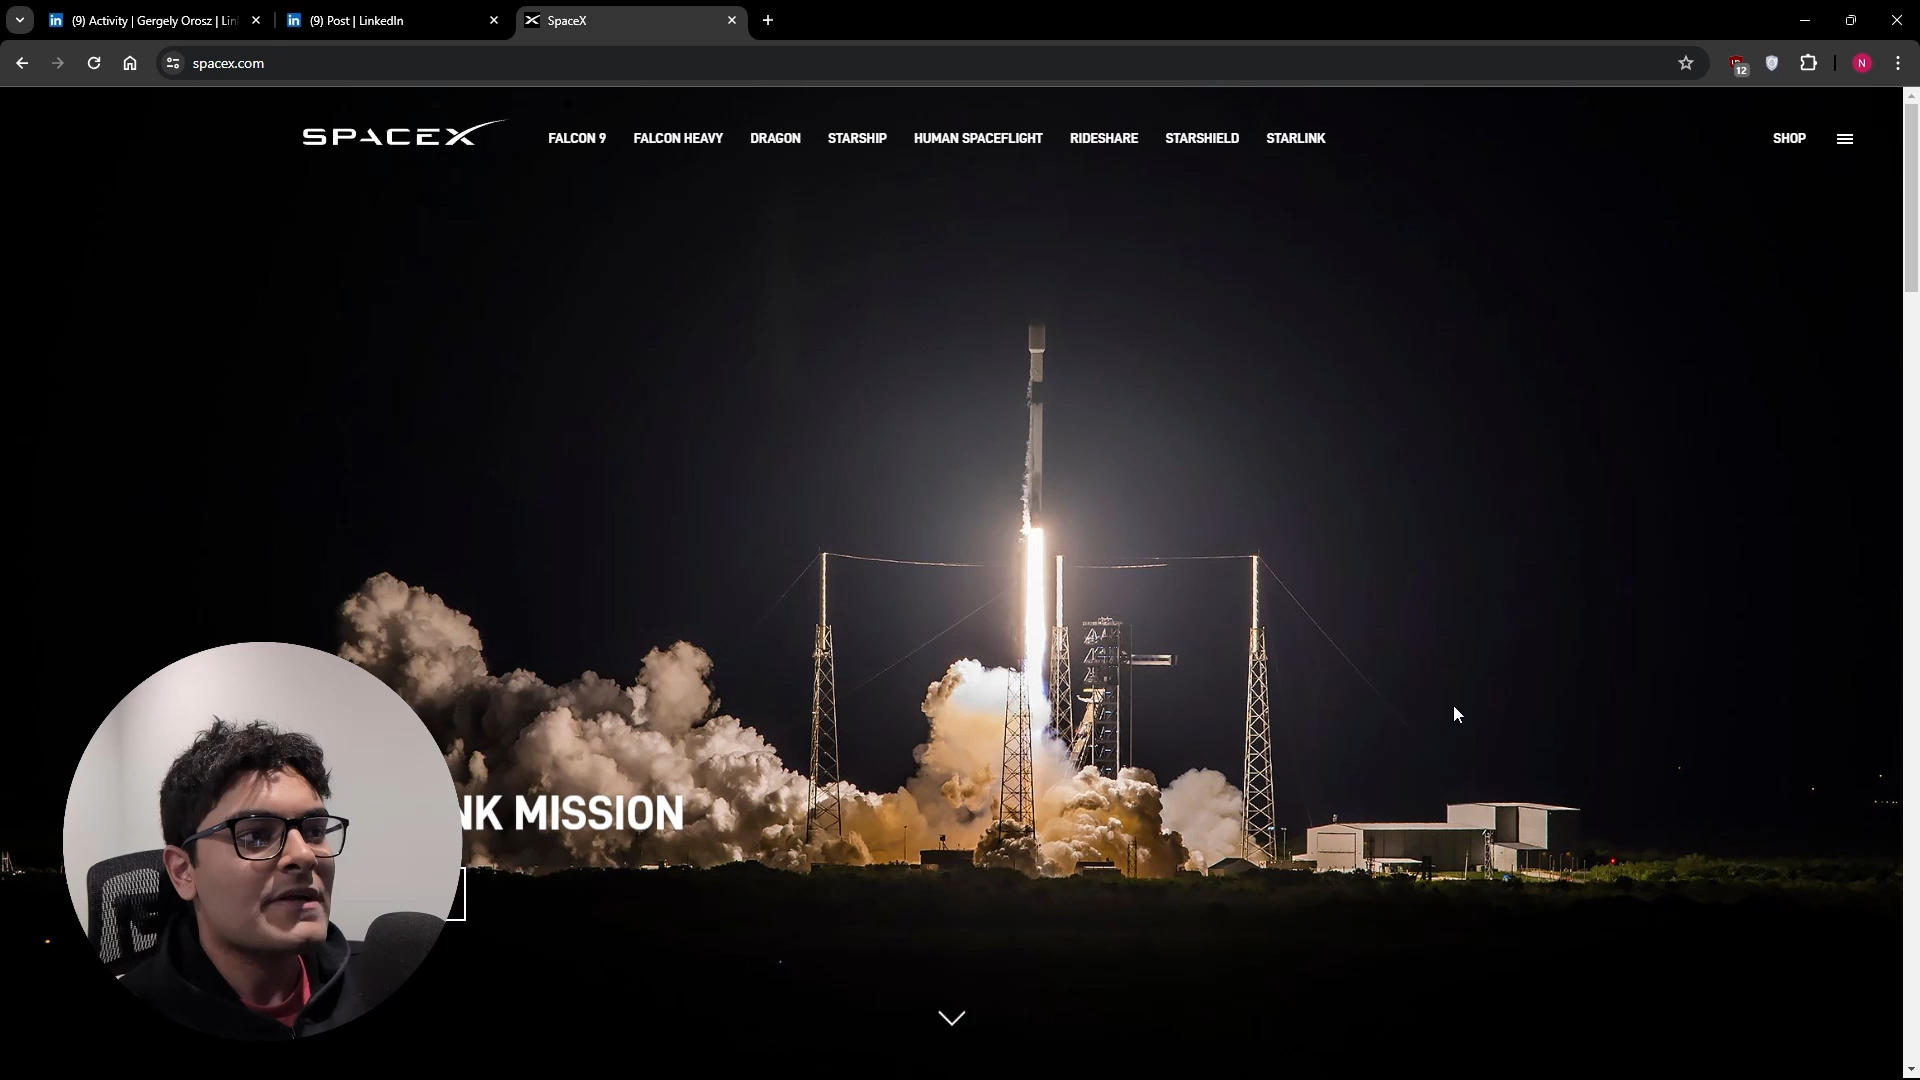 (9) Activity | Gergely Orosz | Lin
(9) Post | LinkedIn
SpaceX
spacex.com
12
N
SPACEX
FALCON 9
FALCON HEAVY
DRAGON
STARSHIP
HUMAN SPACEFLIGHT
RIDESHARE
STARSHIELD
STARLINK
SHOP
NK MISSION